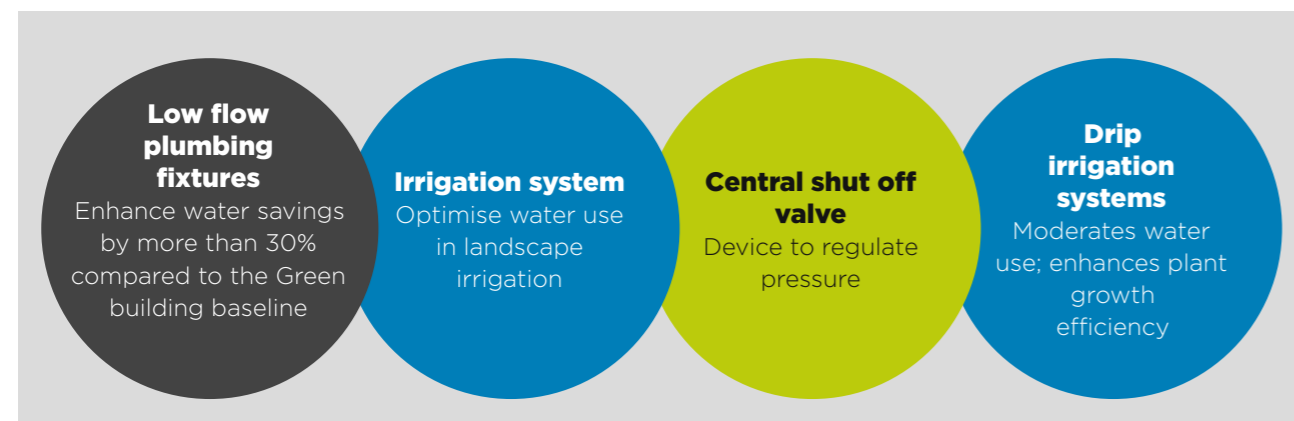 Low flow
plumbing
fixtures
Enhance water savings
by more than 30%
compared to the Green
building baseline
Irrigation system
Optimise water use
in landscape
irrigation
Central shut off
valve
Device to regulate
pressure
Drip
irrigation
systems
Moderates water
use; enhances plant
growth
efficiency